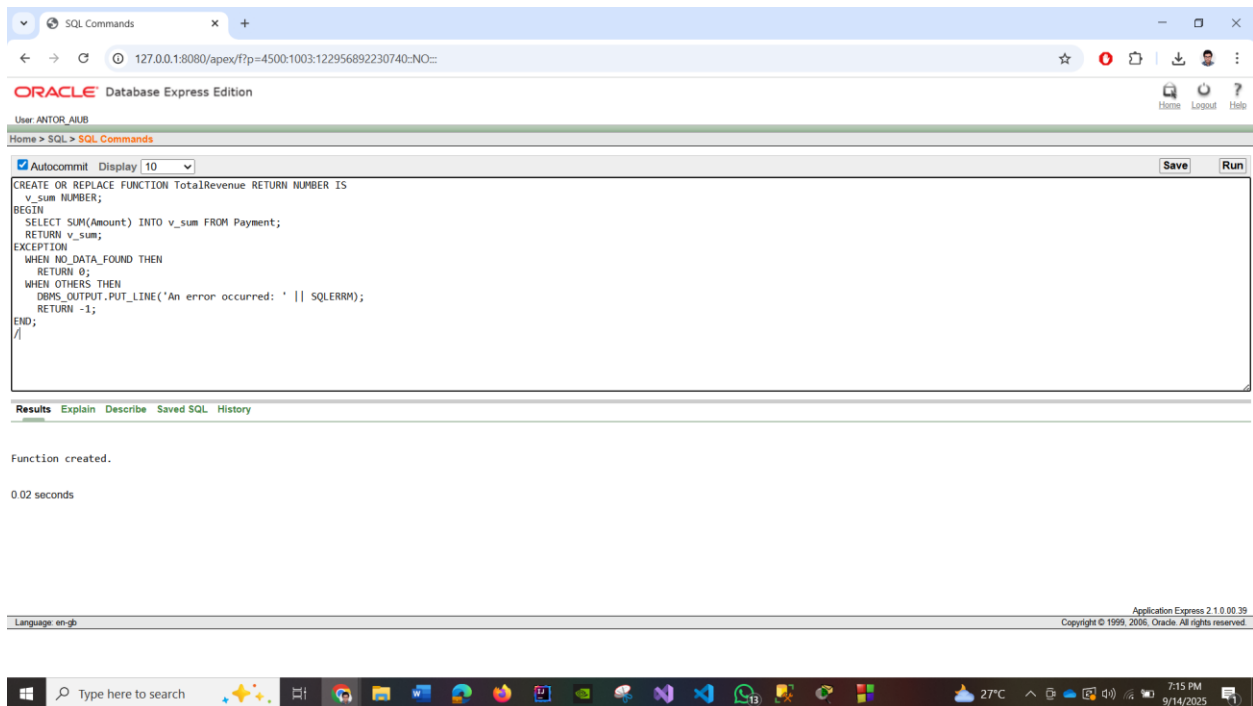 SQL Commands
127.0.0.1:8080/apex/f?p=4500:1003:122956892230740::NO:::
ORACLE Database Express Edition
Home Logout Help
User: ANTOR_AIUB
Home > SQL > SQL Commands
Autocommit Display 10 Save Run
CREATE OR REPLACE FUNCTION TotalRevenue RETURN NUMBER IS
  v_sum NUMBER;
BEGIN
  SELECT SUM(Amount) INTO v_sum FROM Payment;
  RETURN v_sum;
EXCEPTION
  WHEN NO_DATA_FOUND THEN
    RETURN 0;
  WHEN OTHERS THEN
    DBMS_OUTPUT.PUT_LINE('An error occurred: ' || SQLERRM);
    RETURN -1;
END;
/
Results Explain Describe Saved SQL History
Function created.
0.02 seconds
Application Express 2.1.0.00.39
Language: en-gb Copyright © 1999, 2006, Oracle. All rights reserved.
Type here to search 13 27°C 7:15 PM
9/14/2025 1